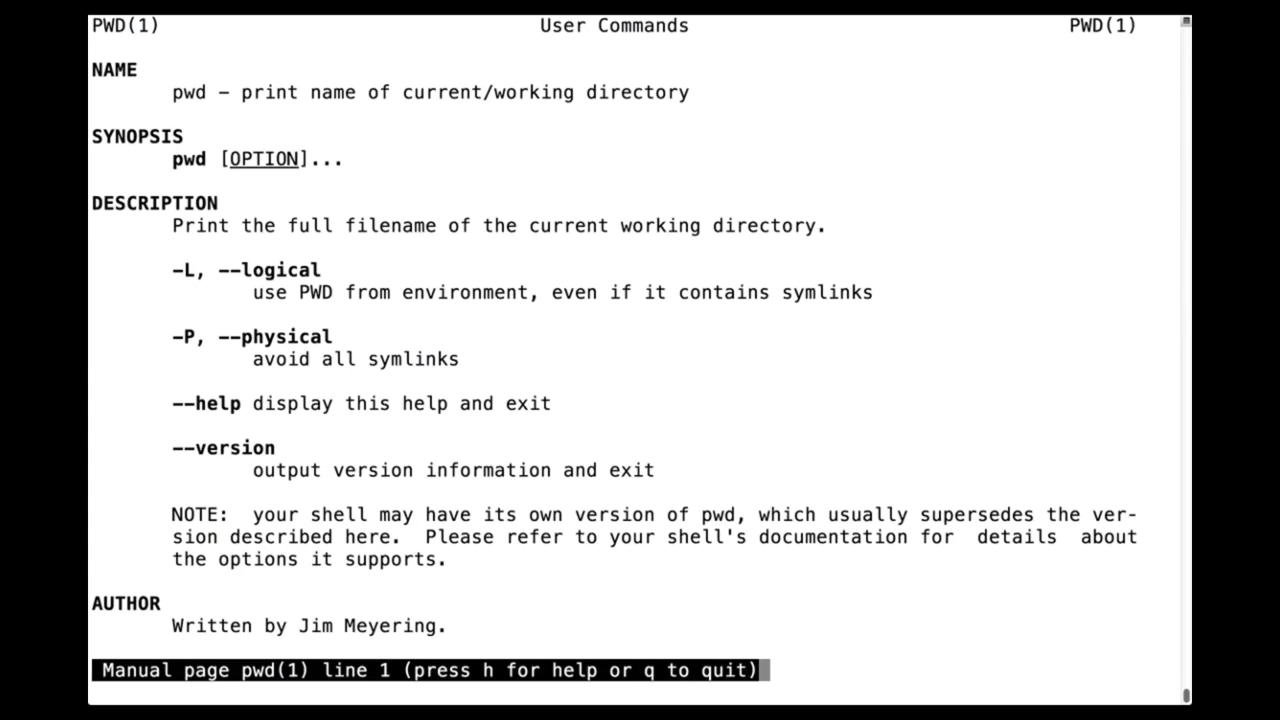 PWD(1) User Commands PWD(1)
NAME
pwd - print name of current/working directory
SYNOPSIS
pwd [OPTION]...
DESCRIPTION
Print the full filename of the current working directory.
-L, --logical
use PWD from environment, even if it contains symlinks
-P, --physical
avoid all symlinks
--help display this help and exit
--version
output version information and exit
NOTE: your shell may have its own version of pwd, which usually supersedes the ver-
sion described here. Please refer to your shell's documentation for details about
the options it supports.
AUTHOR
Written by Jim Meyering.
Manual page pwd(1) line 1 (press h for help or q to quit)